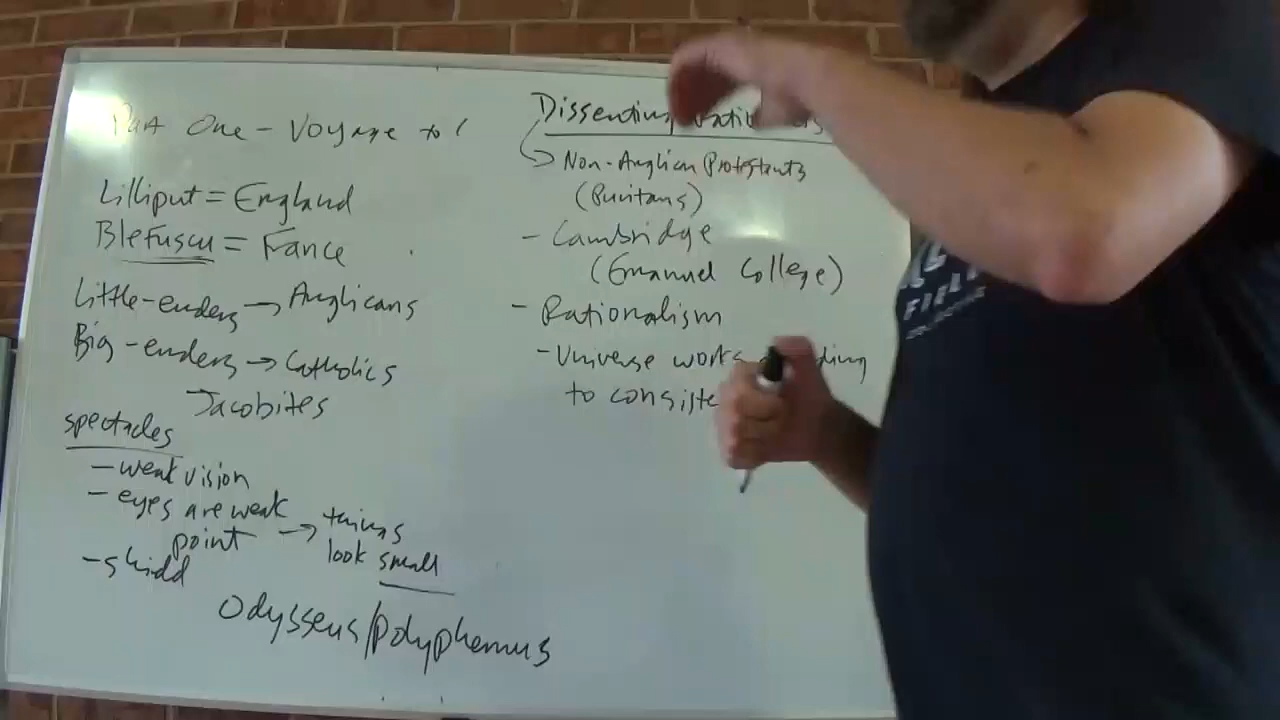 Part One - Voyage to
Lilliput = England
Blefuscu = France
Little-enders → Anglicans
Big-enders → Catholics
Jacobites
spectacles
- weak vision
- eyes are weak
point → things
look small
- shield
Odysseus/Polyphemus
Dissenting
Non-Anglican Protestants
(Puritans)
- Cambridge
(Emanuel College)
- Rationalism
- Universe works
to
FIEL